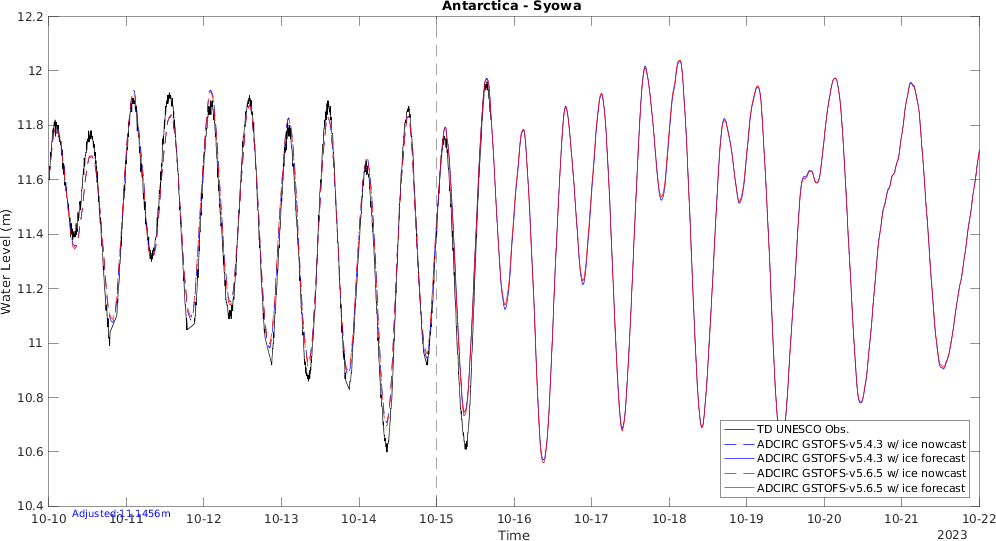 Antarctica - Syowa
12.2
12
11.8
11.6
11.4
11.2
11
10.8
10.6
10.4
Water Level (m)
TD UNESCO Obs.
ADCIRC GSTOFS-v5.4.3 w/ ice nowcast
ADCIRC GSTOFS-v5.4.3 w/ ice forecast
ADCIRC GSTOFS-v5.6.5 w/ ice nowcast
ADCIRC GSTOFS-v5.6.5 w/ ice forecast
Adjusted:11.1456m
10-10 10-11 10-12 10-13 10-14 10-15 10-16 10-17 10-18 10-19 10-20 10-21 10-22
Time
2023